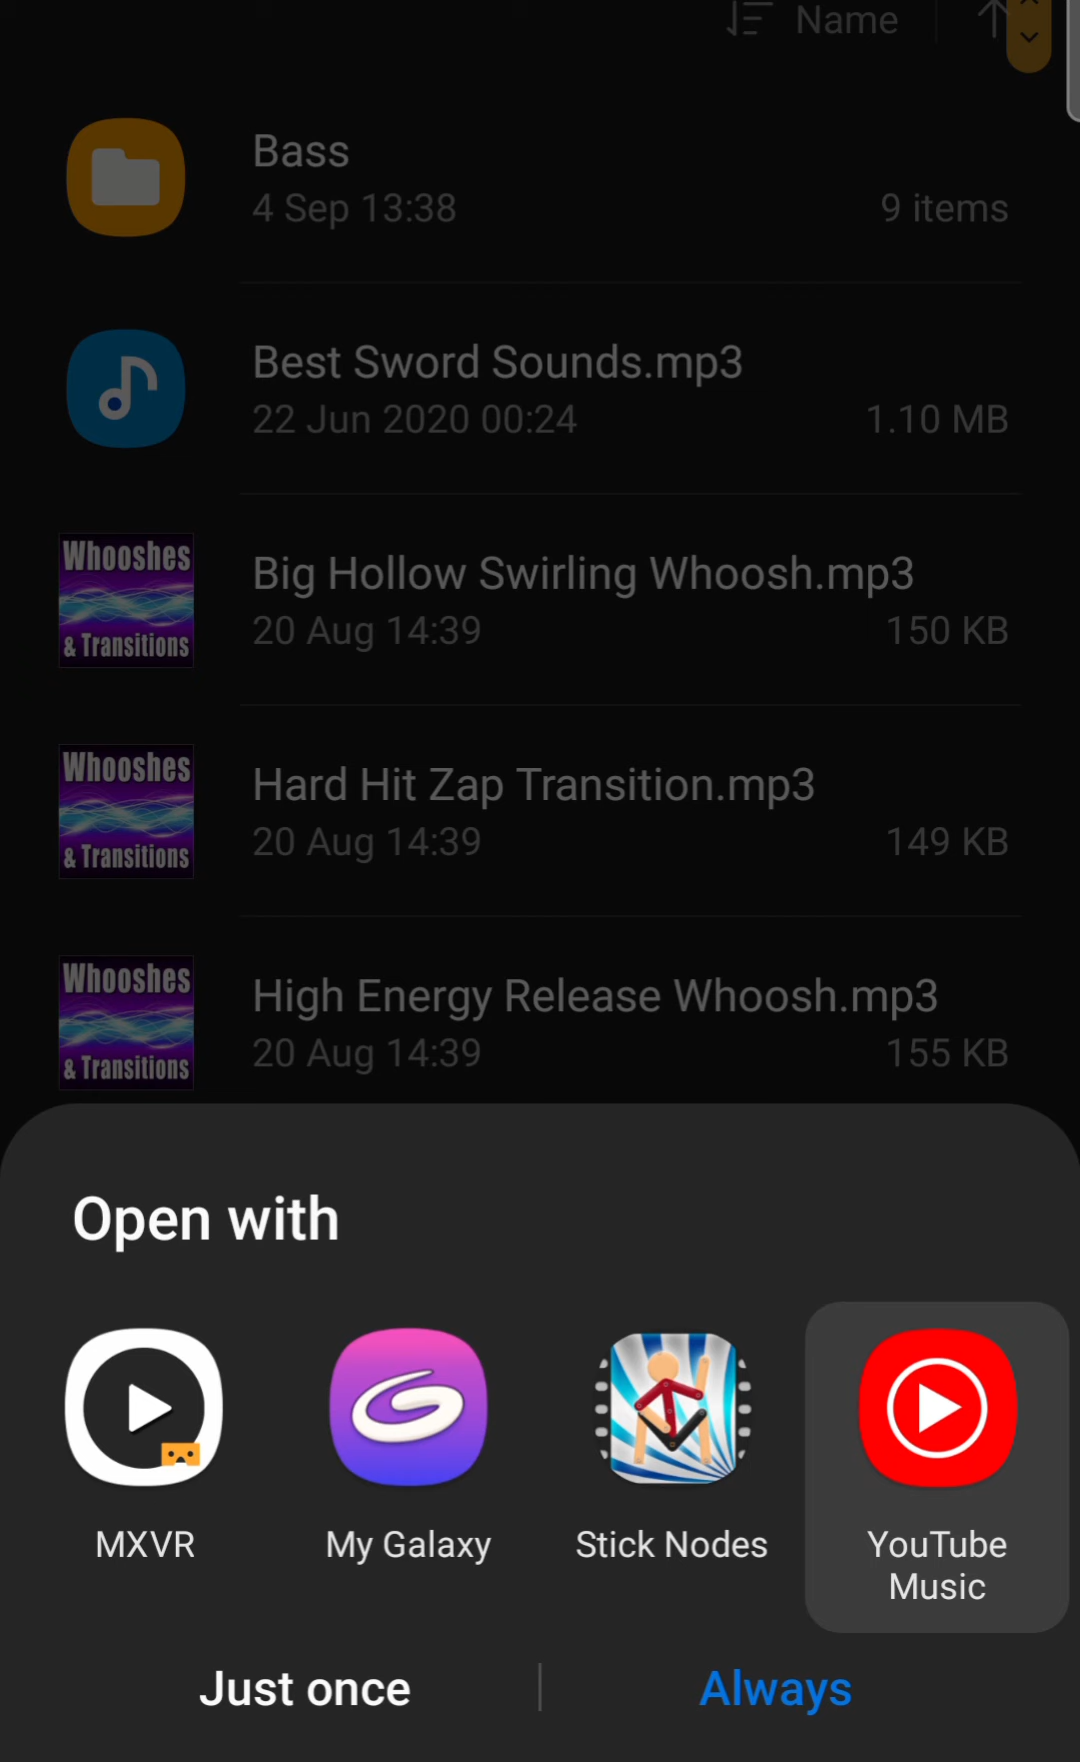 Name
Bass
4 Sep 13:38
9 items
Best Sword Sounds.mp3
22 Jun 2020 00:24
1.10 MB
Whooshes
& Transitions
Big Hollow Swirling Whoosh.mp3
20 Aug 14:39
150 KB
Whooshes
& Transitions
Hard Hit Zap Transition.mp3
20 Aug 14:39
149 KB
Whooshes
& Transitions
High Energy Release Whoosh.mp3
20 Aug 14:39
155 KB
Open with
MXVR
My Galaxy
Stick Nodes
YouTube
Music
Just once
Always